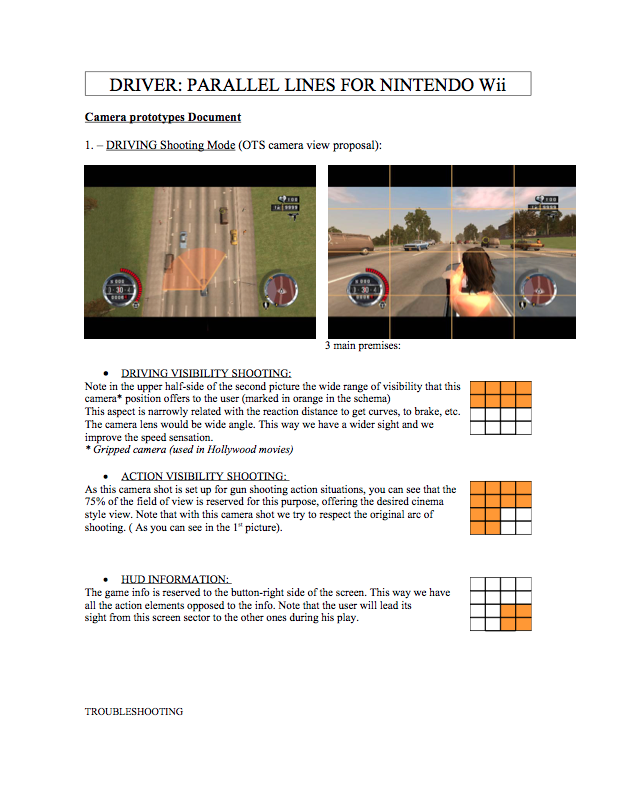 DRIVER: PARALLEL LINES FOR NINTENDO Wii
Camera prototypes Document
1. – DRIVING Shooting Mode (OTS camera view proposal):
3 main premises:
• DRIVING VISIBILITY SHOOTING:
Note in the upper half-side of the second picture the wide range of visibility that this
camera* position offers to the user (marked in orange in the schema)
This aspect is narrowly related with the reaction distance to get curves, to brake, etc.
The camera lens would be wide angle. This way we have a wider sight and we
improve the speed sensation.
* Gripped camera (used in Hollywood movies)
• ACTION VISIBILITY SHOOTING:
As this camera shot is set up for gun shooting action situations, you can see that the
75% of the field of view is reserved for this purpose, offering the desired cinema
style view. Note that with this camera shot we try to respect the original arc of
shooting. ( As you can see in the 1st picture).
• HUD INFORMATION:
The game info is reserved to the button-right side of the screen. This way we have
all the action elements opposed to the info. Note that the user will lead its
sight from this screen sector to the other ones during his play.
TROUBLESHOOTING